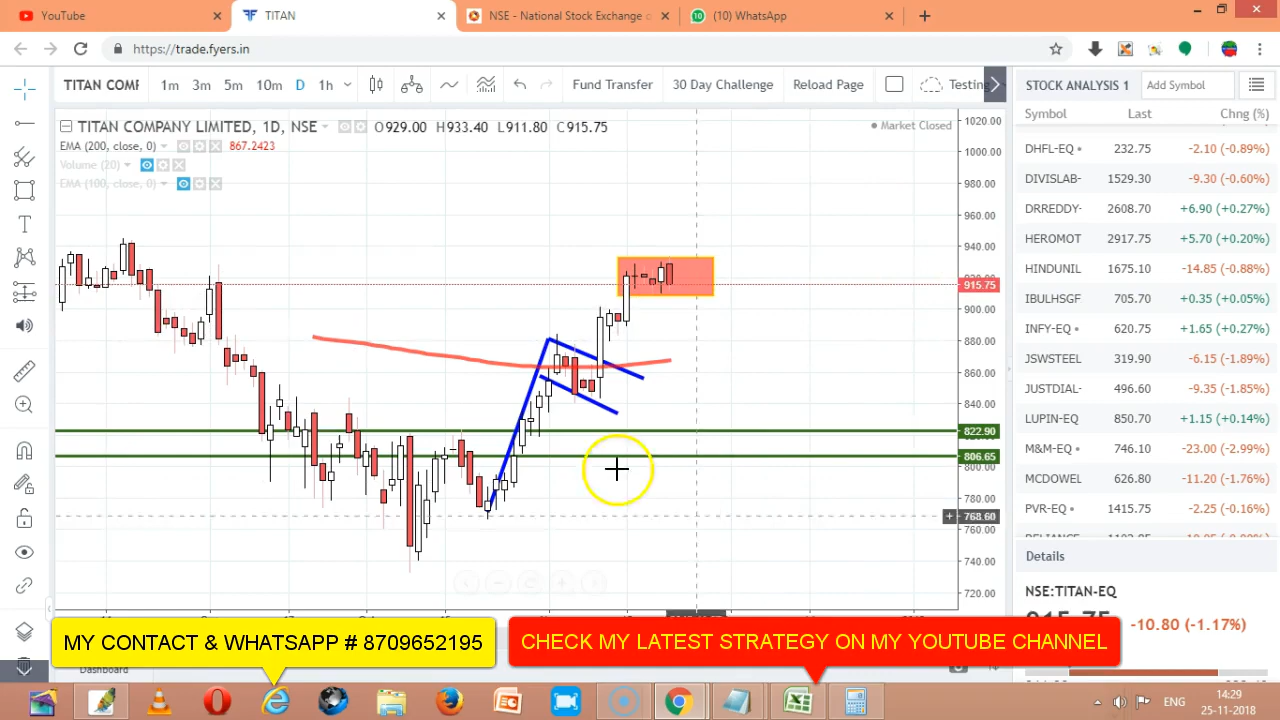 YouTube
TITAN
NSE - National Stock Exchange
(10) WhatsApp
https://trade.fyers.in
TITAN COMP
1m 3m 5m 10m D 1h
Fund Transfer
30 Day Challenge
Reload Page
Testing
TITAN COMPANY LIMITED, 1D, NSE O929.00 H933.40 L911.80 C915.75
EMA (200, close, 0) 867.2423
Volume (20)
EMA (100, close, 0)
Market Closed
1020.00
1000.00
980.00
960.00
940.00
915.75
900.00
880.00
860.00
840.00
822.90
806.65
800.00
780.00
768.60
760.00
740.00
720.00
STOCK ANALYSIS 1 Add Symbol
Symbol Last Chng (%)
DHFL-EQ 232.75 -2.10 (-0.89%)
DIVISLAB- 1529.30 -9.30 (-0.60%)
DRREDDY- 2608.70 +6.90 (+0.27%)
HEROMOT 2917.75 +5.70 (+0.20%)
HINDUNIL 1675.10 -14.85 (-0.88%)
IBULHSGF 705.70 +0.35 (+0.05%)
INFY-EQ 620.75 +1.65 (+0.27%)
JSWSTEEL 319.90 -6.15 (-1.89%)
JUSTDIAL- 496.60 -9.35 (-1.85%)
LUPIN-EQ 850.70 +1.15 (+0.14%)
M&M-EQ 746.10 -23.00 (-2.99%)
MCDOWEL 626.80 -11.20 (-1.76%)
PVR-EQ 1415.75 -2.25 (-0.16%)
Details
NSE:TITAN-EQ
915.75 -10.80 (-1.17%)
MY CONTACT & WHATSAPP # 8709652195
CHECK MY LATEST STRATEGY ON MY YOUTUBE CHANNEL
Dashboard
ENG
14:29
25-11-2018